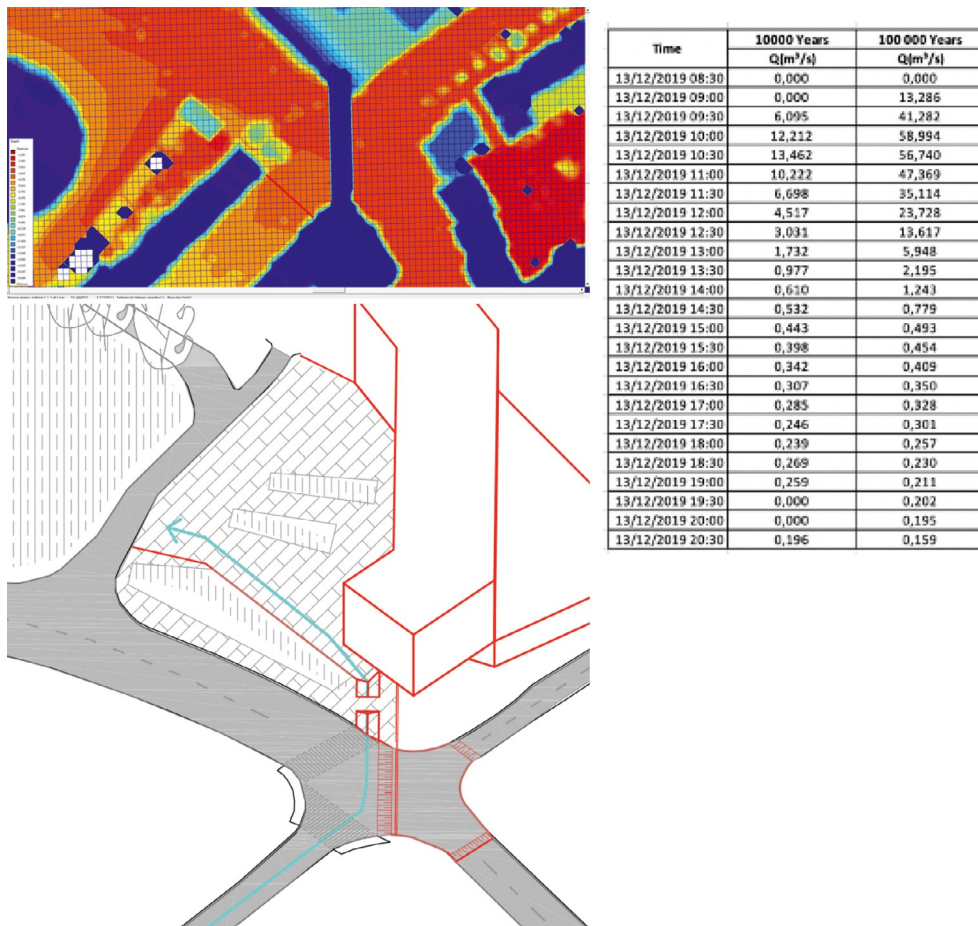 Time 10000 Years 100 000 Years
Q(m³/s) Q(m³/s)
13/12/2019 08:30 0,000 0,000
13/12/2019 09:00 0,000 13,286
13/12/2019 09:30 6,095 41,282
13/12/2019 10:00 12,212 58,994
13/12/2019 10:30 13,462 56,740
13/12/2019 11:00 10,222 47,369
13/12/2019 11:30 6,698 35,114
13/12/2019 12:00 4,517 23,728
13/12/2019 12:30 3,031 13,617
13/12/2019 13:00 1,732 5,948
13/12/2019 13:30 0,977 2,195
13/12/2019 14:00 0,610 1,243
13/12/2019 14:30 0,532 0,779
13/12/2019 15:00 0,443 0,493
13/12/2019 15:30 0,398 0,454
13/12/2019 16:00 0,342 0,409
13/12/2019 16:30 0,307 0,350
13/12/2019 17:00 0,285 0,328
13/12/2019 17:30 0,246 0,301
13/12/2019 18:00 0,239 0,257
13/12/2019 18:30 0,269 0,230
13/12/2019 19:00 0,259 0,211
13/12/2019 19:30 0,000 0,202
13/12/2019 20:00 0,000 0,195
13/12/2019 20:30 0,196 0,159